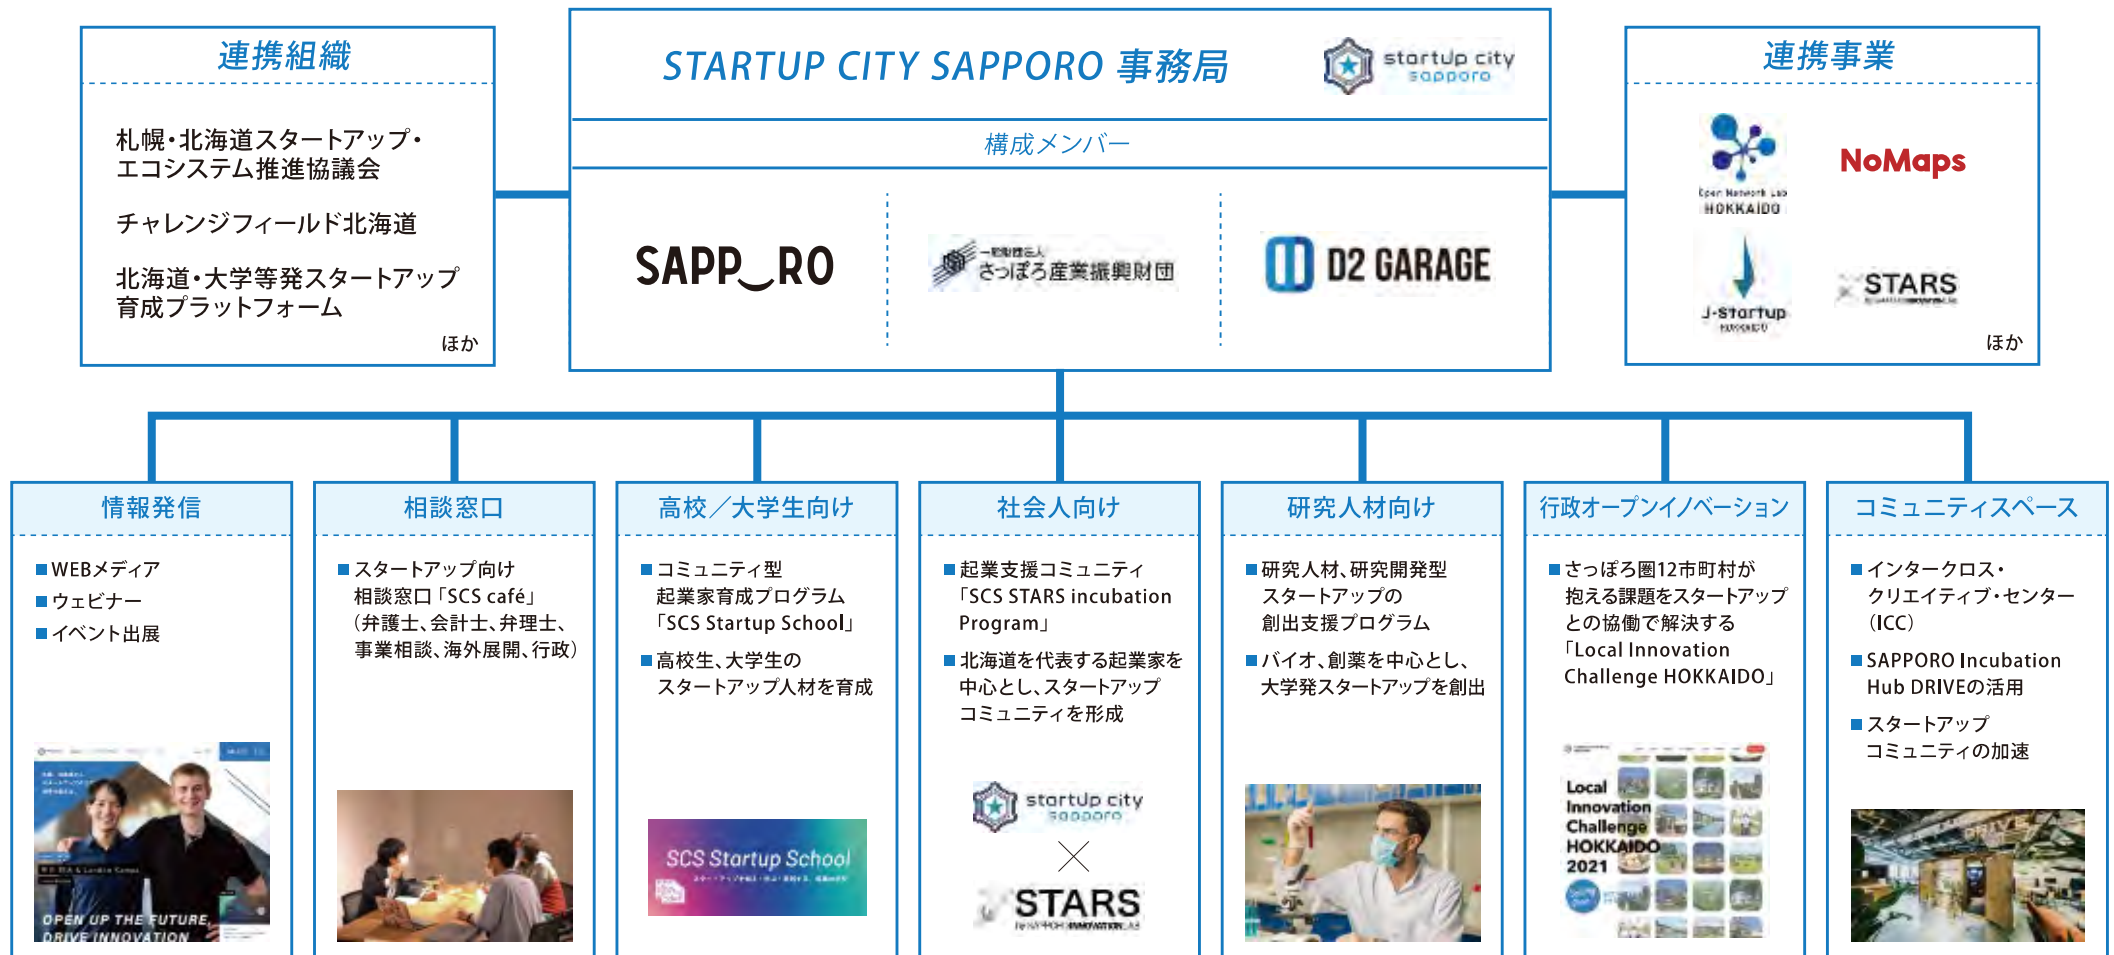 連携組織
札幌・北海道スタートアップ・
エコシステム推進協議会
チャレンジフィールド北海道
北海道・大学等発スタートアップ
育成プラットフォーム
ほか
STARTUP CITY SAPPORO 事務局
startup city
sapporo
構成メンバー
SAPP_RO
一般財団法人
さっぽろ産業振興財団
D2 GARAGE
連携事業
Open Network Lab
HOKKAIDO
NoMaps
J-Startup
HOKKAIDO
STARS
ほか
情報発信
■WEBメディア
■ウェビナー
■イベント出展
OPEN UP THE FUTURE,
DRIVE INNOVATION
相談窓口
■スタートアップ向け
相談窓口「SCS café」
(弁護士、会計士、弁理士、
事業相談、海外展開、行政)
高校／大学生向け
■コミュニティ型
起業家育成プログラム
「SCS Startup School」
■高校生、大学生の
スタートアップ人材を育成
SCS Startup School
社会人向け
■起業支援コミュニティ
「SCS STARS incubation
Program」
■北海道を代表する起業家を
中心とし、スタートアップ
コミュニティを形成
startup city
sapporo
STARS
by SAPPORO INNOVATION LAB
研究人材向け
■研究人材、研究開発型
スタートアップの
創出支援プログラム
■バイオ、創薬を中心とし、
大学発スタートアップを創出
行政オープンイノベーション
■さっぽろ圏12市町村が
抱える課題をスタートアップ
との協働で解決する
「Local Innovation
Challenge HOKKAIDO」
Local
Innovation
Challenge
HOKKAIDO
2021
コミュニティスペース
■インタークロス・
クリエイティブ・センター
(ICC)
■SAPPORO Incubation
Hub DRIVEの活用
■スタートアップ
コミュニティの加速
DRIVE